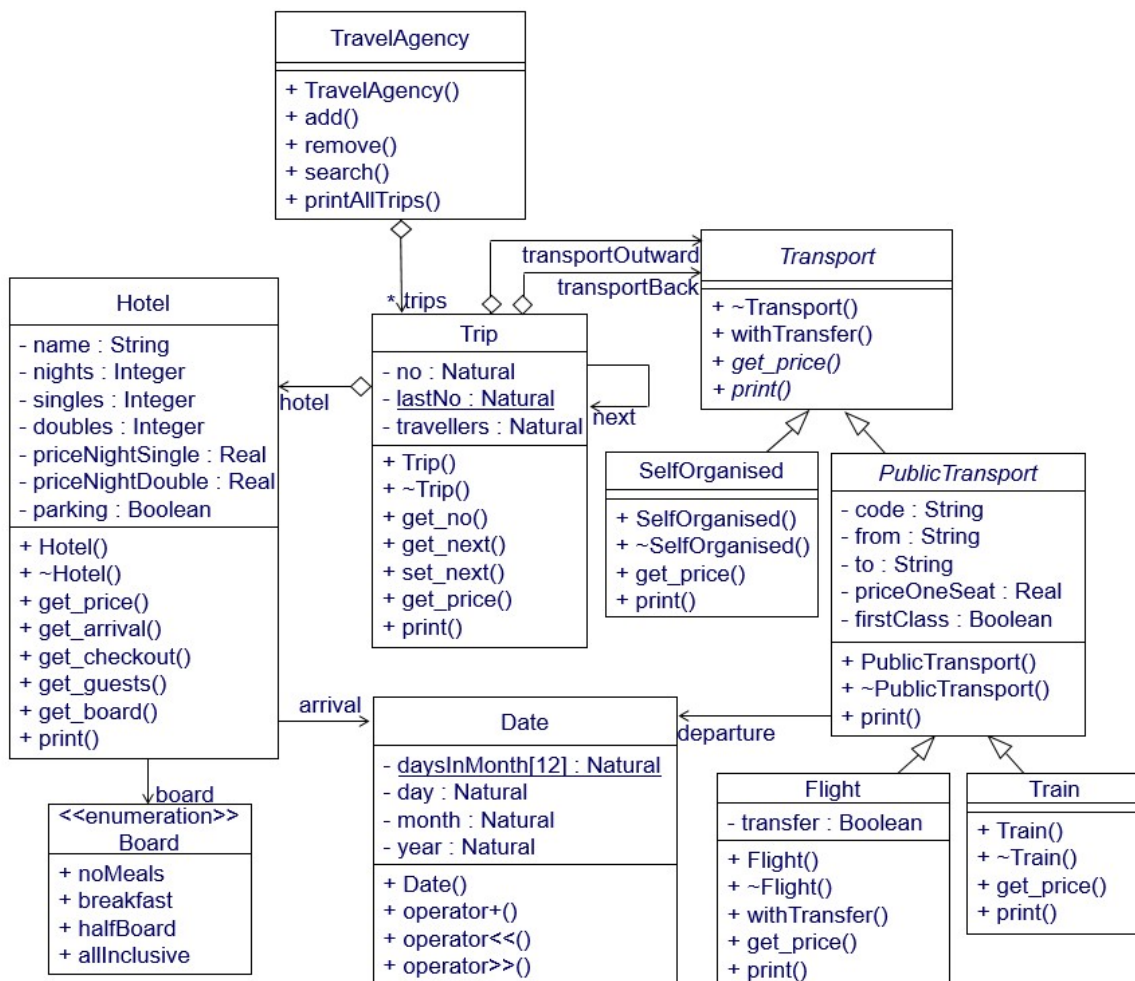 TravelAgency
+ TravelAgency()
+ add()
+ remove()
+ search()
+ printAllTrips()
transportOutward
transportBack
* trips
Transport
+ ~Transport()
+ withTransfer()
+ get_price()
+ print()
Hotel
- name : String
- nights : Integer
- singles : Integer
- doubles : Integer
- priceNightSingle : Real
- priceNightDouble : Real
- parking : Boolean
+ Hotel()
+ ~Hotel()
+ get_price()
+ get_arrival()
+ get_checkout()
+ get_guests()
+ get_board()
+ print()
hotel
Trip
- no : Natural
- lastNo : Natural
- travellers : Natural
+ Trip()
+ ~Trip()
+ get_no()
+ get_next()
+ set_next()
+ get_price()
+ print()
next
SelfOrganised
+ SelfOrganised()
+ ~SelfOrganised()
+ get_price()
+ print()
PublicTransport
- code : String
- from : String
- to : String
- priceOneSeat : Real
- firstClass : Boolean
+ PublicTransport()
+ ~PublicTransport()
+ print()
arrival
departure
board
<<enumeration>>
Board
+ noMeals
+ breakfast
+ halfBoard
+ allInclusive
Date
- daysInMonth[12] : Natural
- day : Natural
- month : Natural
- year : Natural
+ Date()
+ operator+()
+ operator<<()
+ operator>>()
Flight
- transfer : Boolean
+ Flight()
+ ~Flight()
+ withTransfer()
+ get_price()
+ print()
Train
+ Train()
+ ~Train()
+ get_price()
+ print()